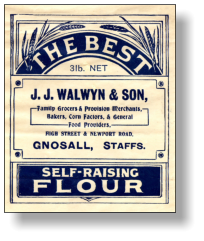 THE BEST
3lb. NET
J. J. WALWYN & SON,
Family Grocers & Provision Merchants,
Bakers, Corn Factors, & General
Food Providers,
HIGH STREET & NEWPORT ROAD,
GNOSALL, STAFFS.
SELF-RAISING
FLOUR